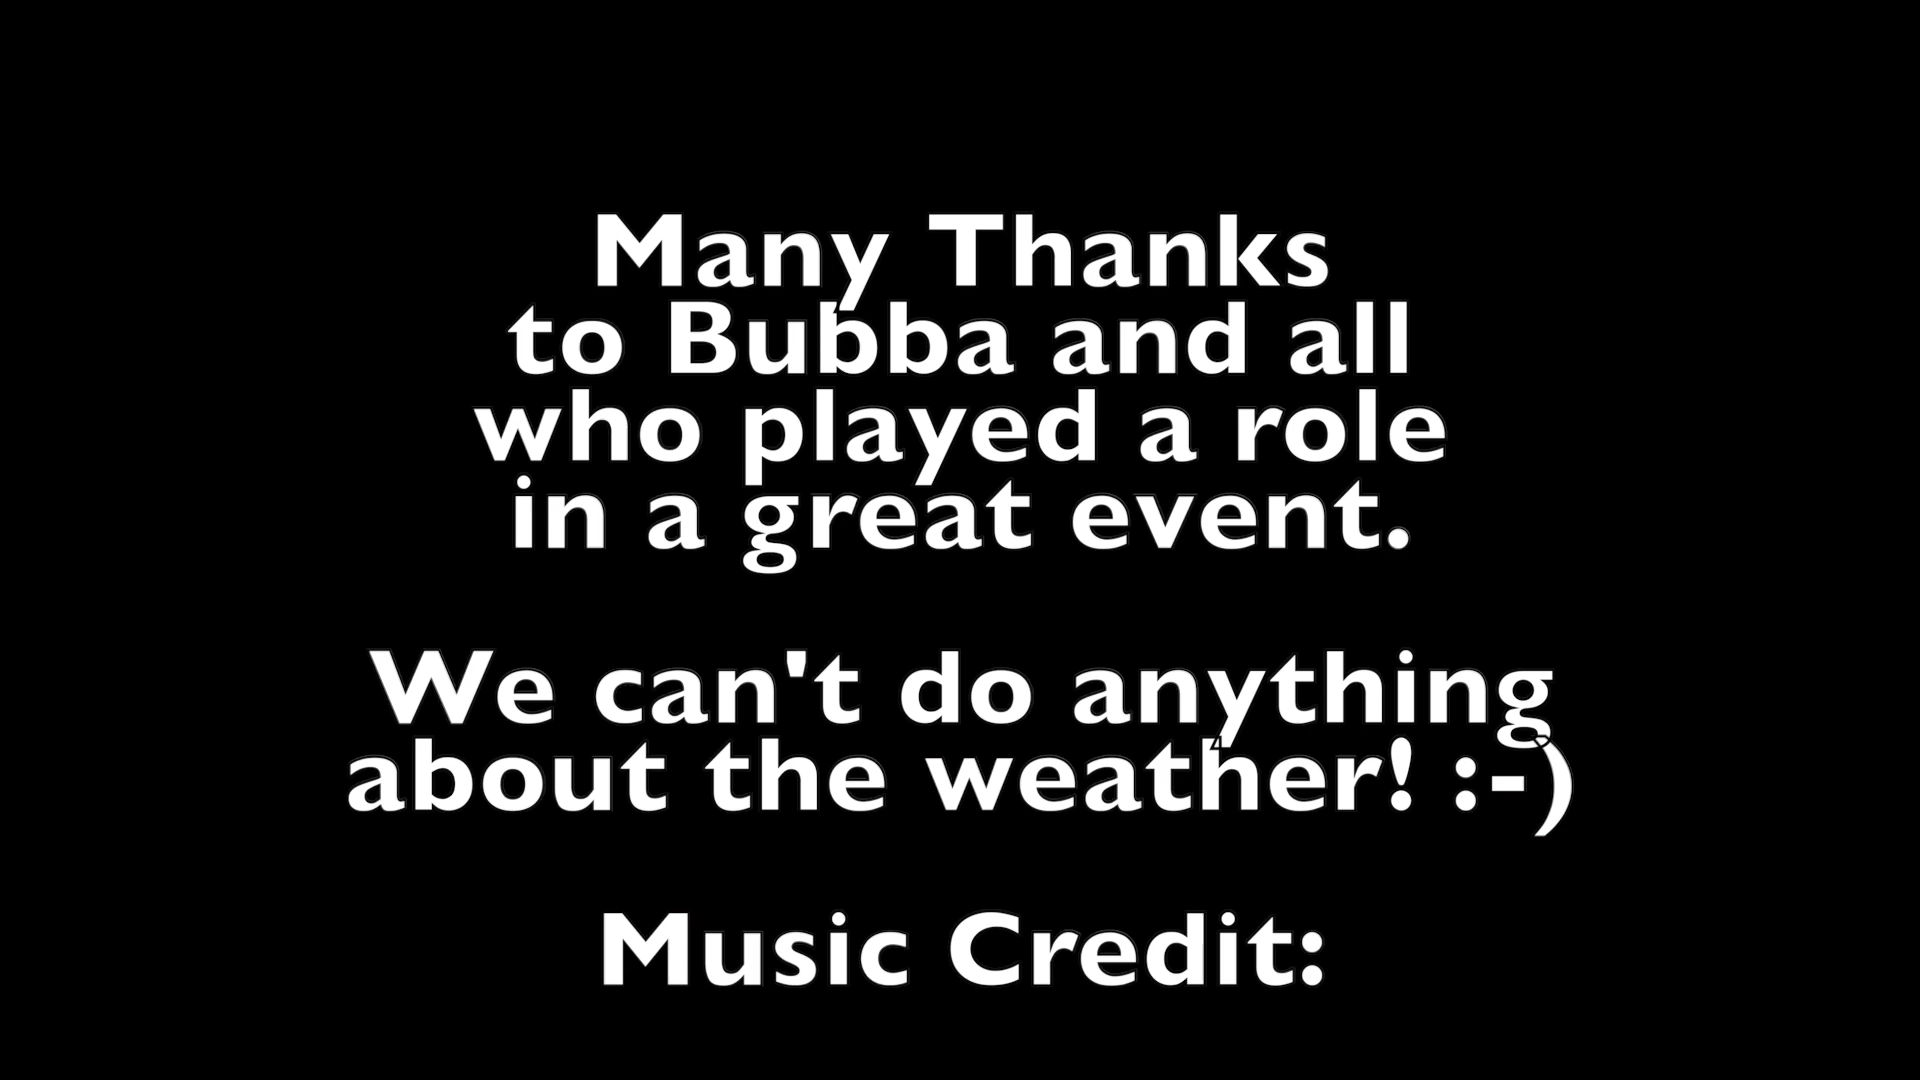 Many Thanks
to Bubba and all
who played a role
in a great event.
We can't do anything
about the weather! :-)
Music Credit: